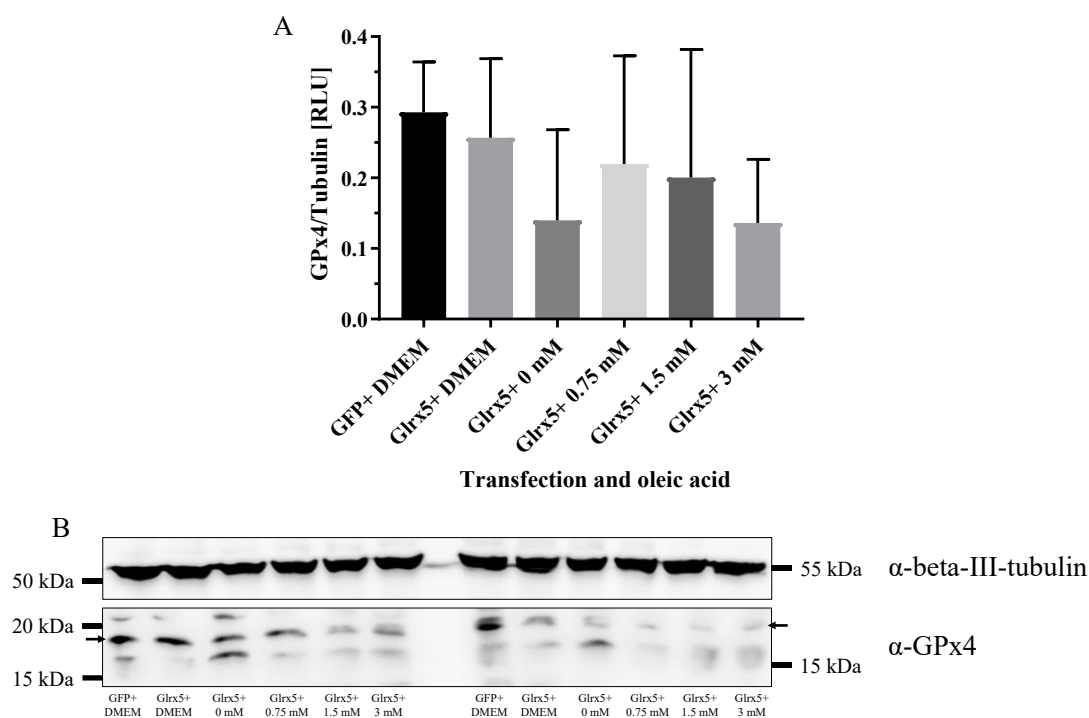 A
GPx4/Tubulin [RLU]
0.4
0.3
0.2
0.1
0.0
GFP+ DMEM
Glrx5+ DMEM
Glrx5+ 0 mM
Glrx5+ 0.75 mM
Glrx5+ 1.5 mM
Glrx5+ 3 mM
Transfection and oleic acid
B
50 kDa
55 kDa
α-beta-III-tubulin
20 kDa
15 kDa
15 kDa
α-GPx4
GFP+ Glrx5+ Glrx5+ Glrx5+ Glrx5+ Glrx5+ GFP+ Glrx5+ Glrx5+ Glrx5+ Glrx5+ Glrx5+
DMEM DMEM 0 mM 0.75 mM 1.5 mM 3 mM DMEM DMEM 0 mM 0.75 mM 1.5 mM 3 mM